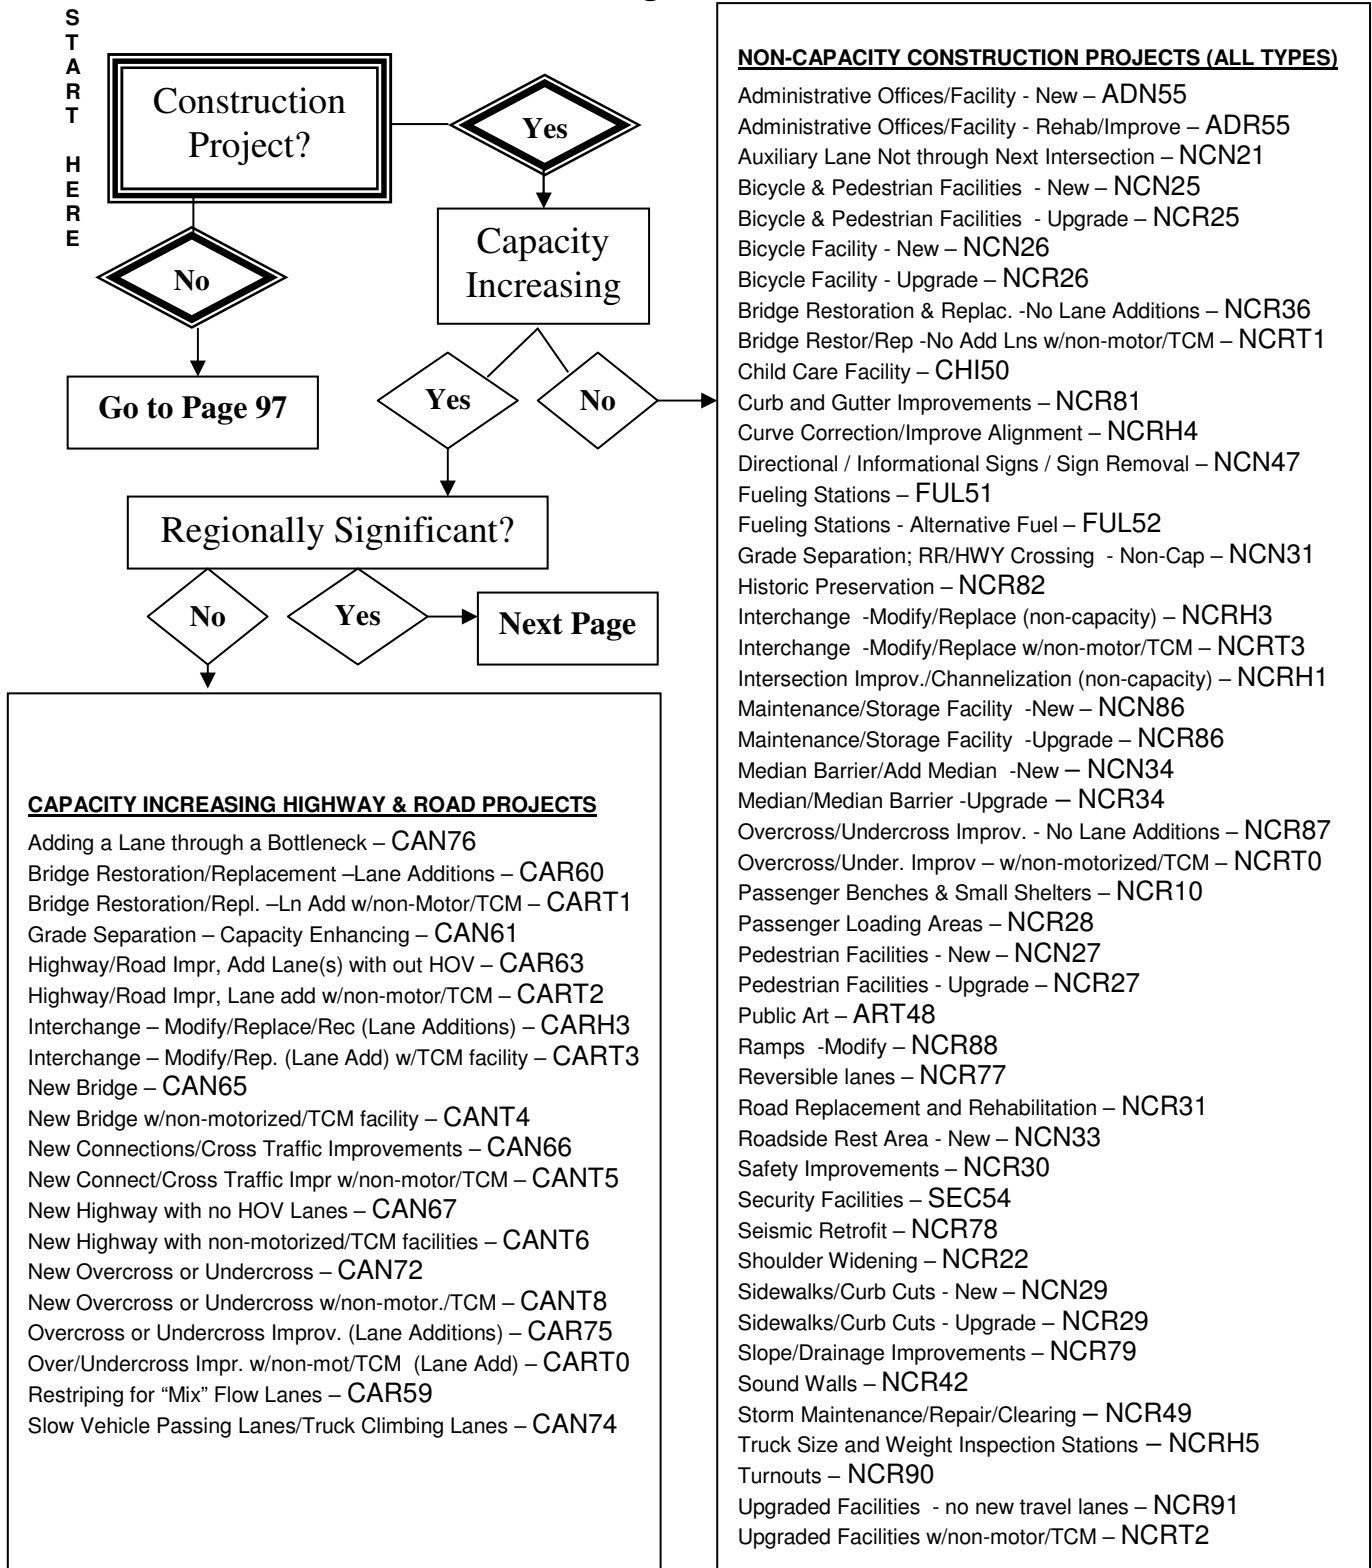 START HERE
Construction
Project?
Yes
No
Go to Page 97
Capacity
Increasing
Yes
No
Regionally Significant?
No
Yes
Next Page
CAPACITY INCREASING HIGHWAY & ROAD PROJECTS
Adding a Lane through a Bottleneck – CAN76
Bridge Restoration/Replacement –Lane Additions – CAR60
Bridge Restoration/Repl. –Ln Add w/non-Motor/TCM – CART1
Grade Separation – Capacity Enhancing – CAN61
Highway/Road Impr, Add Lane(s) with out HOV – CAR63
Highway/Road Impr, Lane add w/non-motor/TCM – CART2
Interchange – Modify/Replace/Rec (Lane Additions) – CARH3
Interchange – Modify/Rep. (Lane Add) w/TCM facility – CART3
New Bridge – CAN65
New Bridge w/non-motorized/TCM facility – CANT4
New Connections/Cross Traffic Improvements – CAN66
New Connect/Cross Traffic Impr w/non-motor/TCM – CANT5
New Highway with no HOV Lanes – CAN67
New Highway with non-motorized/TCM facilities – CANT6
New Overcross or Undercross – CAN72
New Overcross or Undercross w/non-motor./TCM – CANT8
Overcross or Undercross Improv. (Lane Additions) – CAR75
Over/Undercross Impr. w/non-mot/TCM (Lane Add) – CART0
Restriping for “Mix” Flow Lanes – CAR59
Slow Vehicle Passing Lanes/Truck Climbing Lanes – CAN74
NON-CAPACITY CONSTRUCTION PROJECTS (ALL TYPES)
Administrative Offices/Facility - New – ADN55
Administrative Offices/Facility - Rehab/Improve – ADR55
Auxiliary Lane Not through Next Intersection – NCN21
Bicycle & Pedestrian Facilities - New – NCN25
Bicycle & Pedestrian Facilities - Upgrade – NCR25
Bicycle Facility - New – NCN26
Bicycle Facility - Upgrade – NCR26
Bridge Restoration & Replac. -No Lane Additions – NCR36
Bridge Restor/Rep -No Add Lns w/non-motor/TCM – NCRT1
Child Care Facility – CHI50
Curb and Gutter Improvements – NCR81
Curve Correction/Improve Alignment – NCRH4
Directional / Informational Signs / Sign Removal – NCN47
Fueling Stations – FUL51
Fueling Stations - Alternative Fuel – FUL52
Grade Separation; RR/HWY Crossing - Non-Cap – NCN31
Historic Preservation – NCR82
Interchange -Modify/Replace (non-capacity) – NCRH3
Interchange -Modify/Replace w/non-motor/TCM – NCRT3
Intersection Improv./Channelization (non-capacity) – NCRH1
Maintenance/Storage Facility -New – NCN86
Maintenance/Storage Facility -Upgrade – NCR86
Median Barrier/Add Median -New – NCN34
Median/Median Barrier -Upgrade – NCR34
Overcross/Undercross Improv. - No Lane Additions – NCR87
Overcross/Under. Improv – w/non-motorized/TCM – NCRT0
Passenger Benches & Small Shelters – NCR10
Passenger Loading Areas – NCR28
Pedestrian Facilities - New – NCN27
Pedestrian Facilities - Upgrade – NCR27
Public Art – ART48
Ramps -Modify – NCR88
Reversible lanes – NCR77
Road Replacement and Rehabilitation – NCR31
Roadside Rest Area - New – NCN33
Safety Improvements – NCR30
Security Facilities – SEC54
Seismic Retrofit – NCR78
Shoulder Widening – NCR22
Sidewalks/Curb Cuts - New – NCN29
Sidewalks/Curb Cuts - Upgrade – NCR29
Slope/Drainage Improvements – NCR79
Sound Walls – NCR42
Storm Maintenance/Repair/Clearing – NCR49
Truck Size and Weight Inspection Stations – NCRH5
Turnouts – NCR90
Upgraded Facilities - no new travel lanes – NCR91
Upgraded Facilities w/non-motor/TCM – NCRT2